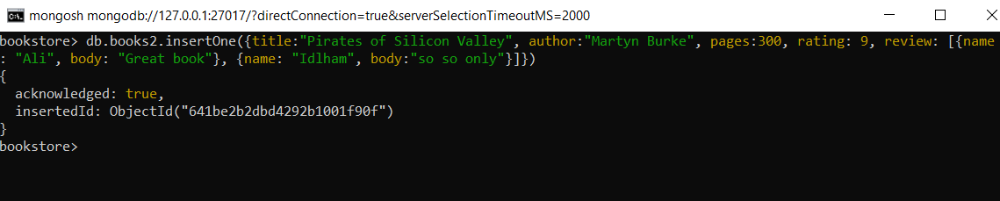 mongosh mongodb://127.0.0.1:27017/?directConnection=true&serverSelectionTimeoutMS=2000
bookstore> db.books2.insertOne({title:"Pirates of Silicon Valley", author:"Martyn Burke", pages:300, rating: 9, review: [{name
: "Ali", body: "Great book"}, {name: "Idlham", body:"so so only"}]})
{
  acknowledged: true,
  insertedId: ObjectId("641be2b2dbd4292b1001f90f")
}
bookstore>